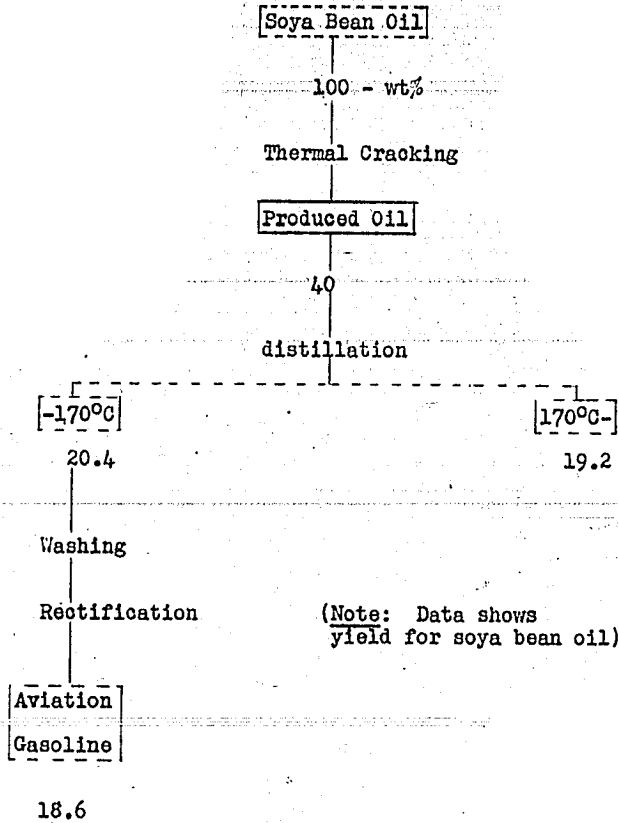 Soya Bean Oil
100 - wt%
Thermal Cracking
Produced Oil
40
distillation
-170°C
170°C-
20.4
19.2
Washing
Rectification
(Note: Data shows
yield for soya bean oil)
Aviation
Gasoline
18.6